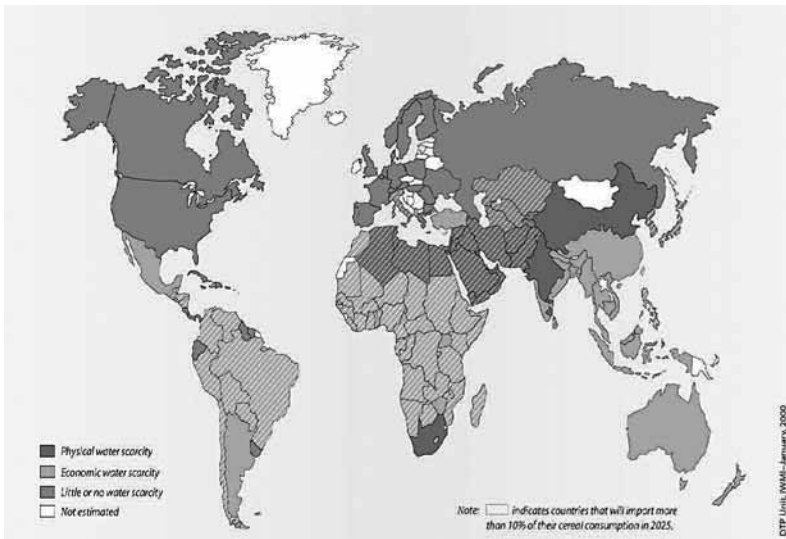 Physical water scarcity
Economic water scarcity
Little or no water scarcity
Not estimated
Note: indicates countries that will import more
than 10% of their cereal consumption in 2025.
DTP Unit, IWMI–January, 2000